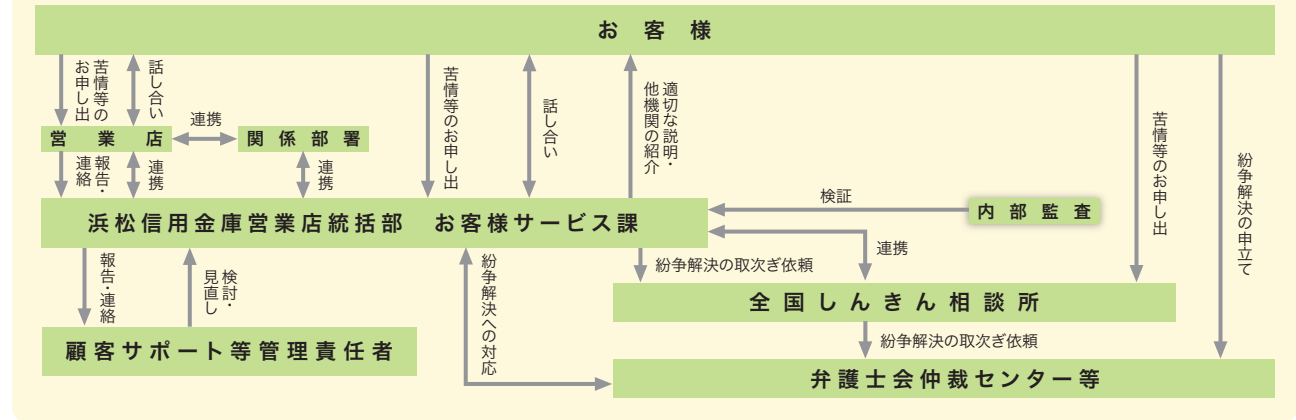 お客様
苦情等の
お申し出
話し合い
苦情等のお申し出
話し合い
適切な説明・
他機関の紹介
苦情等のお申し出
紛争解決の申立て
営業店
連携
関係部署
報告・
連絡
連携
連携
浜松信用金庫営業店統括部 お客様サービス課
検証
内部監査
連携
報告・連絡
検討・
見直し
紛争解決への対応
紛争解決の取次ぎ依頼
全国しんきん相談所
紛争解決の取次ぎ依頼
顧客サポート等管理責任者
弁護士会仲裁センター等